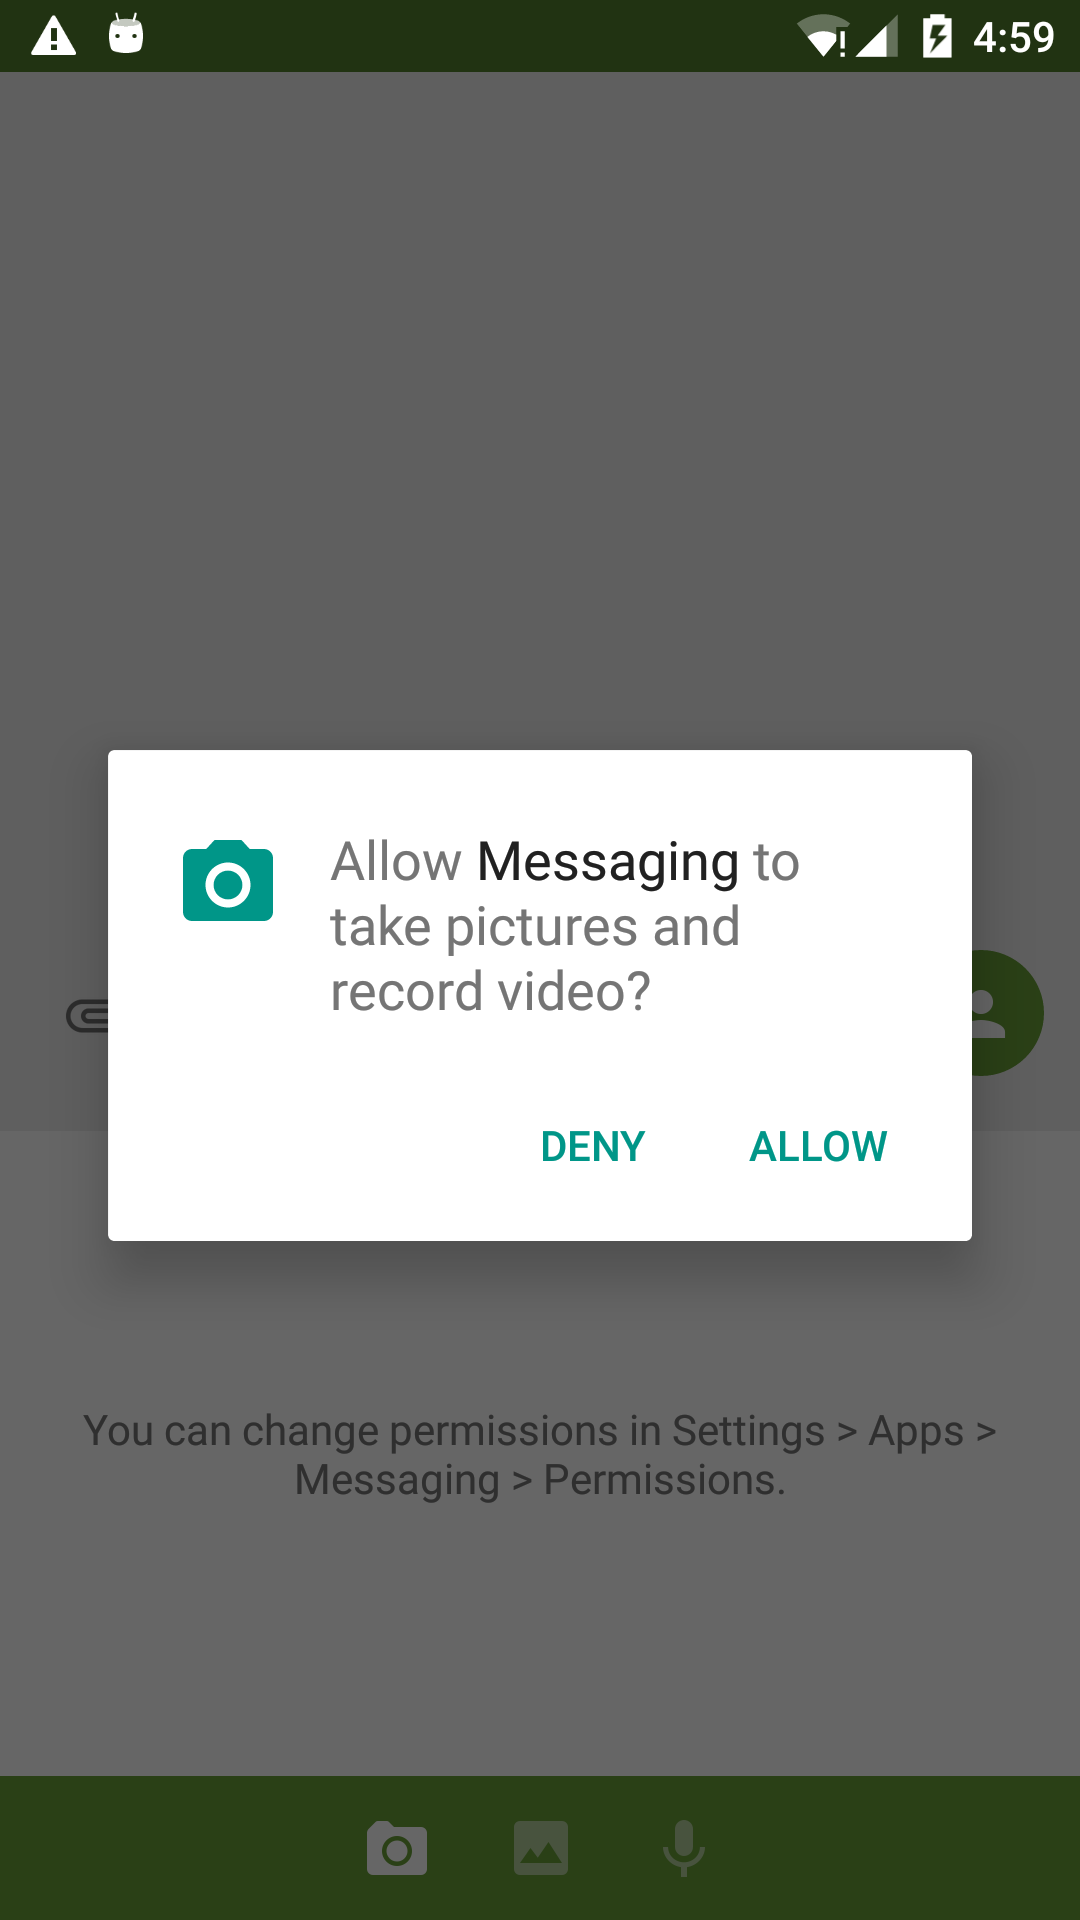 4:59
Allow Messaging to
take pictures and
record video?
DENY ALLOW
You can change permissions in Settings > Apps >
Messaging > Permissions.